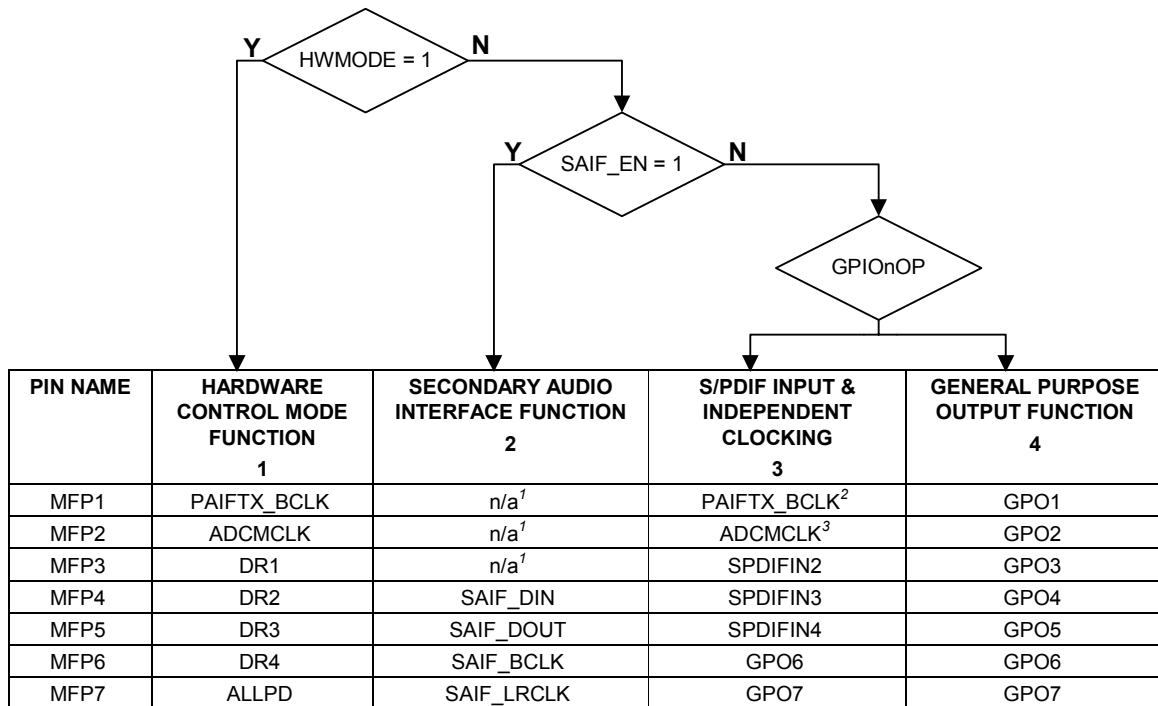 HWMODE = 1
Y
N
SAIF_EN = 1
Y
N
GPIOnOP
PIN NAME
HARDWARE
CONTROL MODE
FUNCTION
1
SECONDARY AUDIO
INTERFACE FUNCTION
2
S/PDIF INPUT &
INDEPENDENT
CLOCKING
3
GENERAL PURPOSE
OUTPUT FUNCTION
4
MFP1 PAIFTX_BCLK n/a1 PAIFTX_BCLK2 GPO1
MFP2 ADCMCLK n/a1 ADCMCLK3 GPO2
MFP3 DR1 n/a1 SPDIFIN2 GPO3
MFP4 DR2 SAIF_DIN SPDIFIN3 GPO4
MFP5 DR3 SAIF_DOUT SPDIFIN4 GPO5
MFP6 DR4 SAIF_BCLK GPO6 GPO6
MFP7 ALLPD SAIF_LRCLK GPO7 GPO7